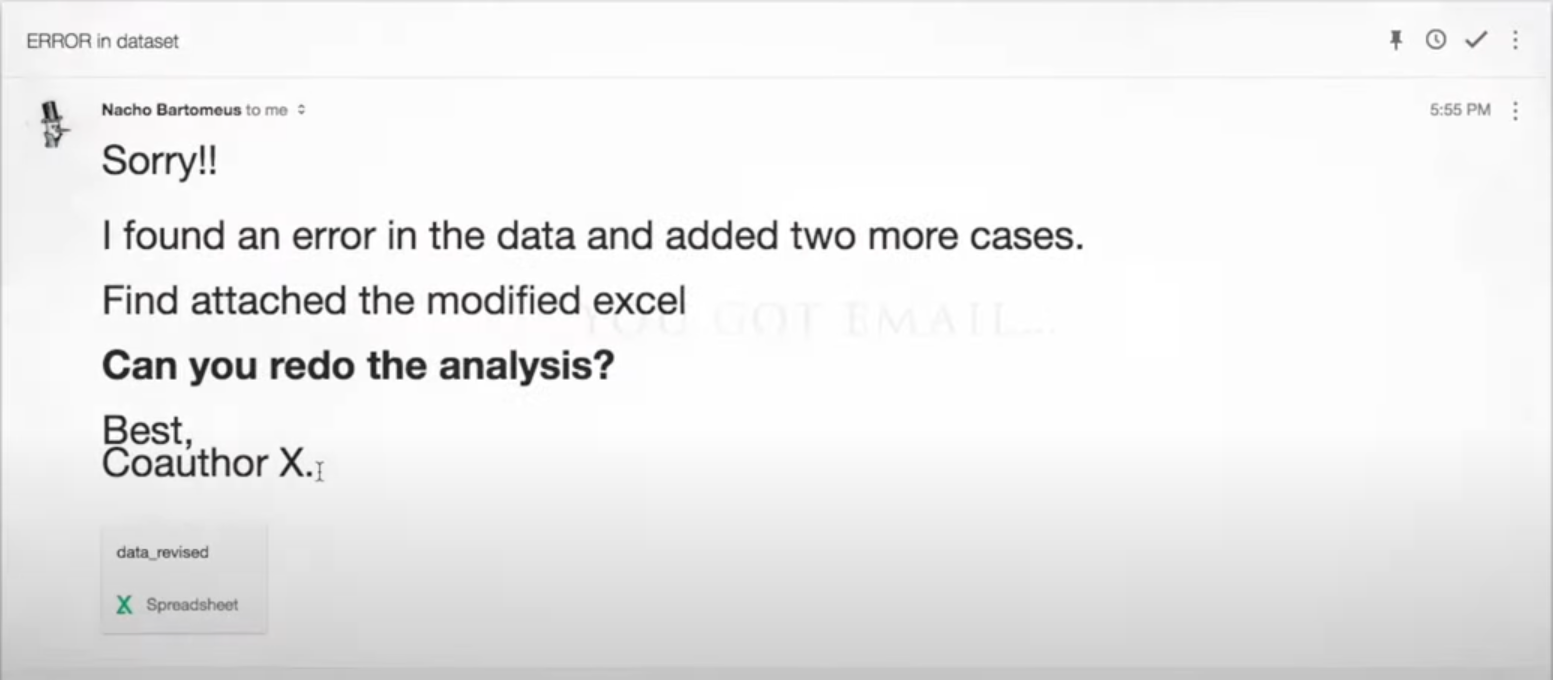 ERROR in dataset
Nacho Bartomeus to me
5:55 PM
Sorry!!
I found an error in the data and added two more cases.
Find attached the modified excel
YOU GOT EMAIL...
Can you redo the analysis?
Best,
Coauthor X.
data_revised
X Spreadsheet